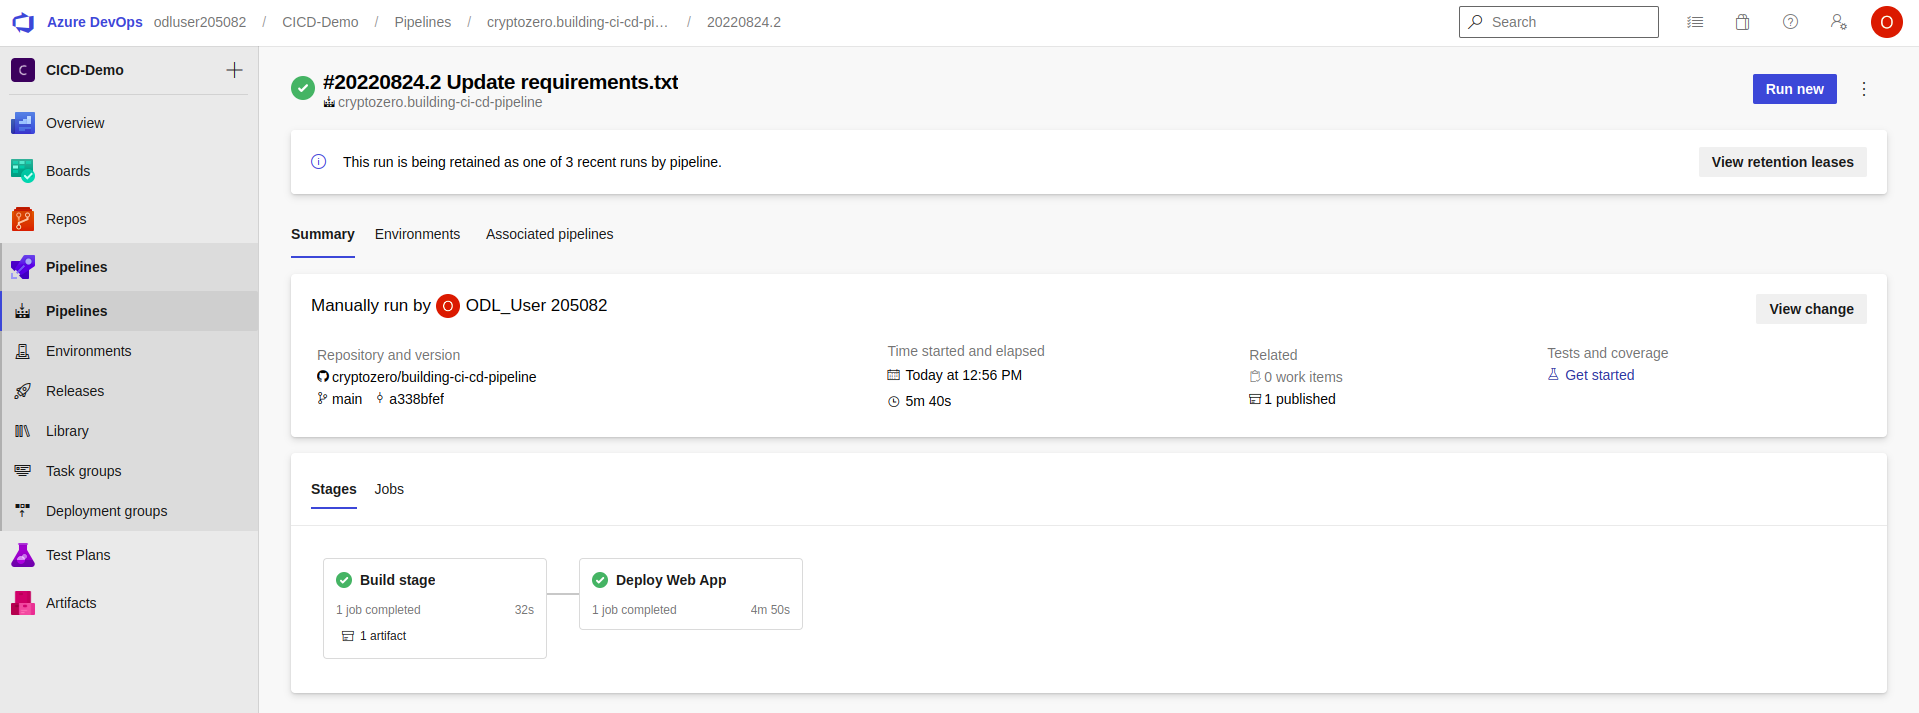 Azure DevOps odluser205082 / CICD-Demo / Pipelines / cryptozero.building-ci-cd-pi... / 20220824.2 Search O
C CICD-Demo
Overview
Boards
Repos
Pipelines
Pipelines
Environments
Releases
Library
Task groups
Deployment groups
Test Plans
Artifacts
#20220824.2 Update requirements.txt
cryptozero.building-ci-cd-pipeline
Run new
This run is being retained as one of 3 recent runs by pipeline.
View retention leases
Summary Environments Associated pipelines
Manually run by O ODL_User 205082
View change
Repository and version
cryptozero/building-ci-cd-pipeline
main a338bfef
Time started and elapsed
Today at 12:56 PM
5m 40s
Related
0 work items
1 published
Tests and coverage
Get started
Stages Jobs
Build stage
1 job completed 32s
1 artifact
Deploy Web App
1 job completed 4m 50s